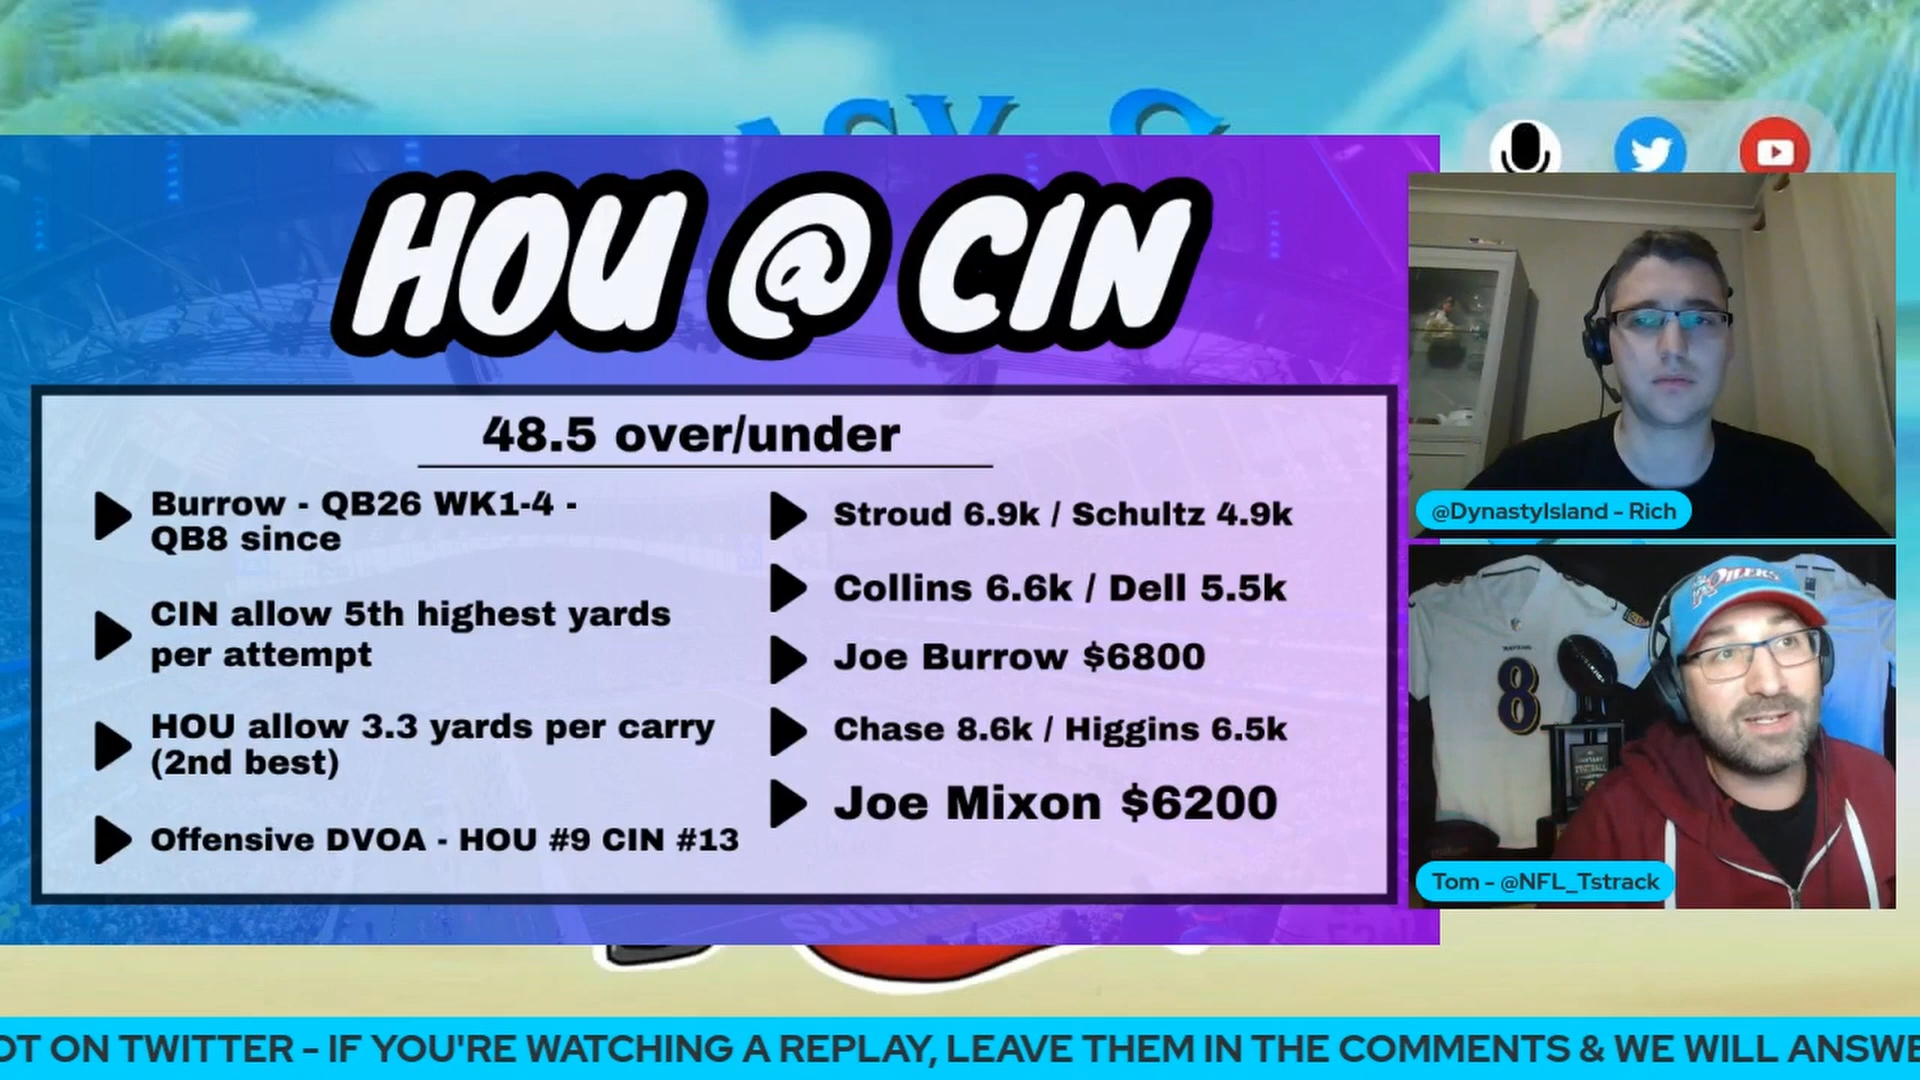 HOU @ CIN
48.5 over/under
Burrow - QB26 WK1-4 -
QB8 since
CIN allow 5th highest yards
per attempt
HOU allow 3.3 yards per carry
(2nd best)
Offensive DVOA - HOU #9 CIN #13
Stroud 6.9k / Schultz 4.9k
Collins 6.6k / Dell 5.5k
Joe Burrow $6800
Chase 8.6k / Higgins 6.5k
Joe Mixon $6200
@DynastyIsland - Rich
OILERS
RAVENS
8
Tom - @NFL_Tstrack
OT ON TWITTER - IF YOU'RE WATCHING A REPLAY, LEAVE THEM IN THE COMMENTS & WE WILL ANSWE